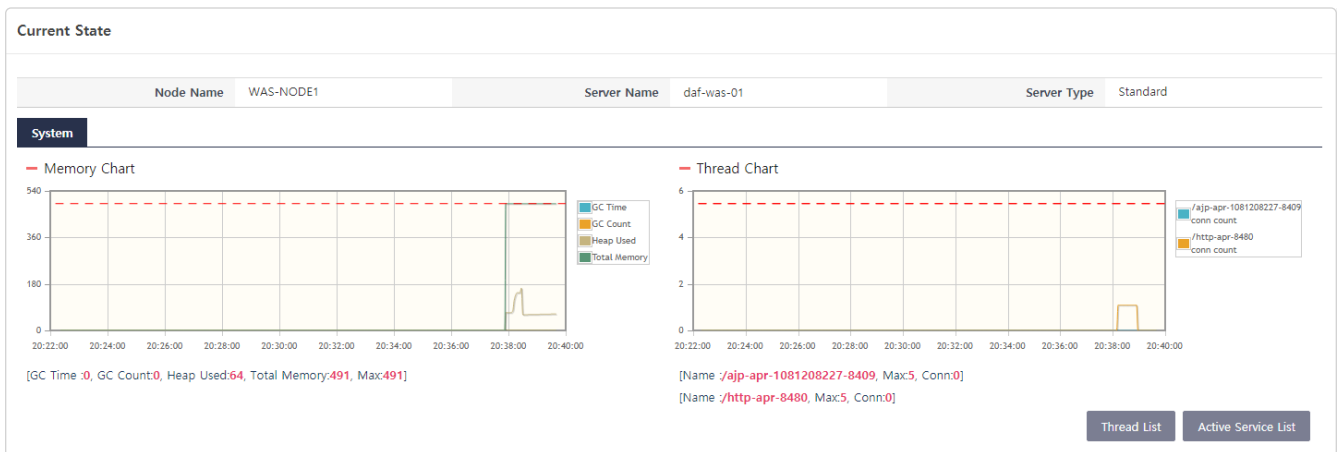 Current State
Node Name WAS-NODE1 Server Name daf-was-01 Server Type Standard
System
Memory Chart
540
360
180
0
20:22:00 20:24:00 20:26:00 20:28:00 20:30:00 20:32:00 20:34:00 20:36:00 20:38:00 20:40:00
GC Time
GC Count
Heap Used
Total Memory
[GC Time :0, GC Count:0, Heap Used:64, Total Memory:491, Max:491]
Thread Chart
6
4
2
0
20:22:00 20:24:00 20:26:00 20:28:00 20:30:00 20:32:00 20:34:00 20:36:00 20:38:00 20:40:00
/ajp-apr-1081208227-8409
conn count
/http-apr-8480
conn count
[Name :/ajp-apr-1081208227-8409, Max:5, Conn:0]
[Name :/http-apr-8480, Max:5, Conn:0]
Thread List Active Service List